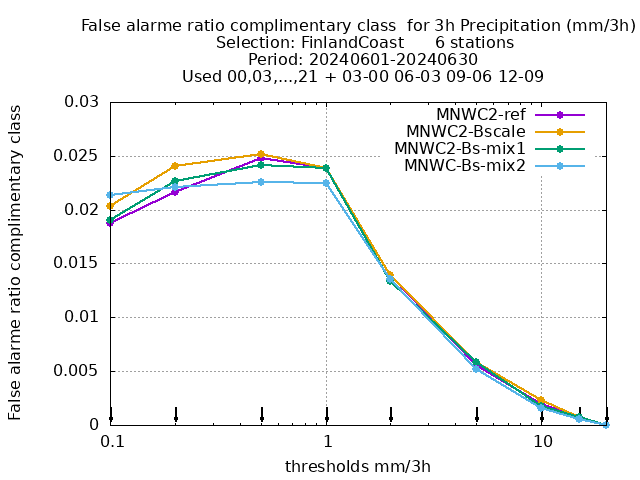 False alarme ratio complimentary class  for 3h Precipitation (mm/3h)
Selection: FinlandCoast      6 stations
Period: 20240601-20240630
Used 00,03,...,21 + 03-00 06-03 09-06 12-09
False alarme ratio complimentary class
0.03
0.025
0.02
0.015
0.01
0.005
0
MNWC2-ref
MNWC2-Bscale
MNWC2-Bs-mix1
MNWC-Bs-mix2
0.1
1
10
thresholds mm/3h